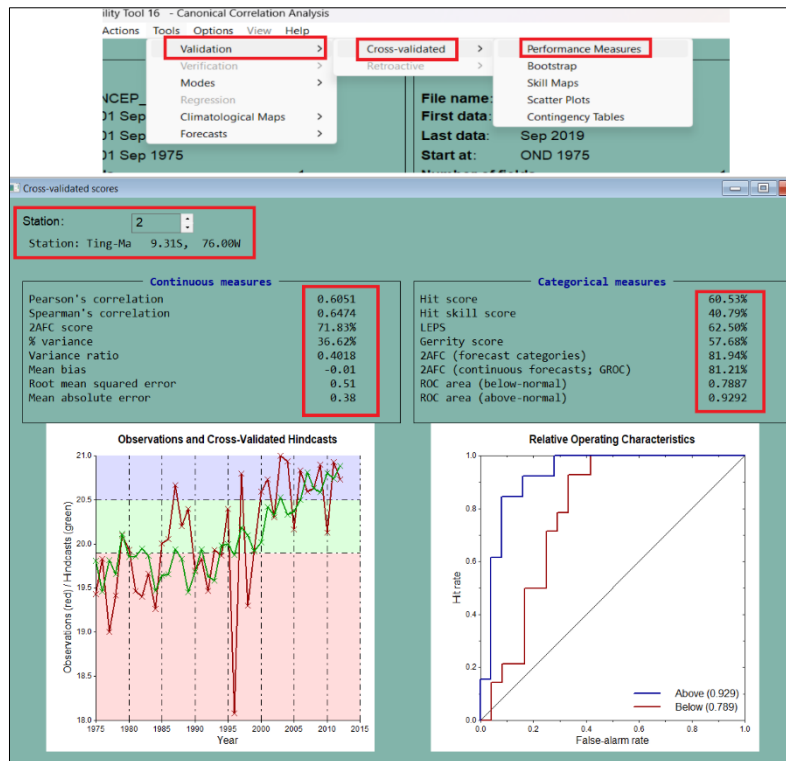 ility Tool 16 - Canonical Correlation Analysis
Actions Tools Options View Help
Validation >
Verification >
Modes >
Regression
Climatological Maps >
Forecasts >
Cross-validated >
Retroactive >
Performance Measures
Bootstrap
Skill Maps
Scatter Plots
Contingency Tables
NCEP_
01 Sep
01 Sep
01 Sep 1975
File name:
First data:
Last data: Sep 2019
Start at: OND 1975
Number of fields
Cross-validated scores
Station: 2
Station: Ting-Ma 9.31S, 76.00W
Continuous measures
Pearson's correlation 0.6051
Spearman's correlation 0.6474
2AFC score 71.83%
% variance 36.62%
Variance ratio 0.4018
Mean bias -0.01
Root mean squared error 0.51
Mean absolute error 0.38
Categorical measures
Hit score 60.53%
Hit skill score 40.79%
LEPS 62.50%
Gerrity score 57.68%
2AFC (forecast categories) 81.94%
2AFC (continuous forecasts; GROC) 81.21%
ROC area (below-normal) 0.7887
ROC area (above-normal) 0.9292
Observations and Cross-Validated Hindcasts
Observations (red) / Hindcasts (green)
21.0
20.5
20.0
19.5
19.0
18.5
18.0
1975 1980 1985 1990 1995 2000 2005 2010 2015
Year
Relative Operating Characteristics
Hit rate
1.0
0.8
0.6
0.4
0.2
0.0
Above (0.929)
Below (0.789)
0.0 0.2 0.4 0.6 0.8 1.0
False-alarm rate